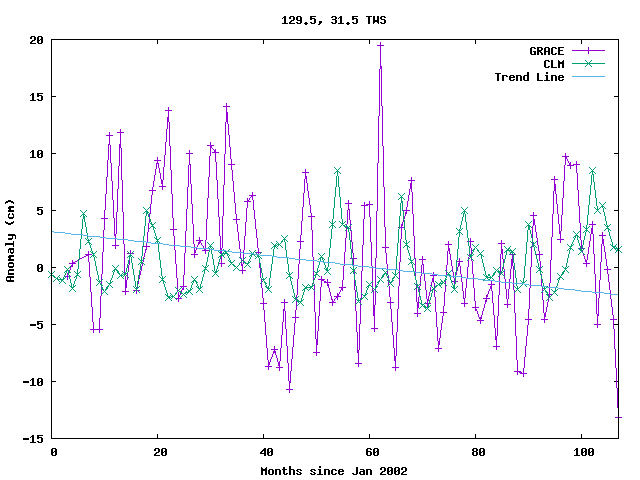 129.5, 31.5 TWS
GRACE
CLM
Trend Line
20
15
10
5
0
-5
-10
-15
Anomaly (cm)
0 20 40 60 80 100
Months since Jan 2002